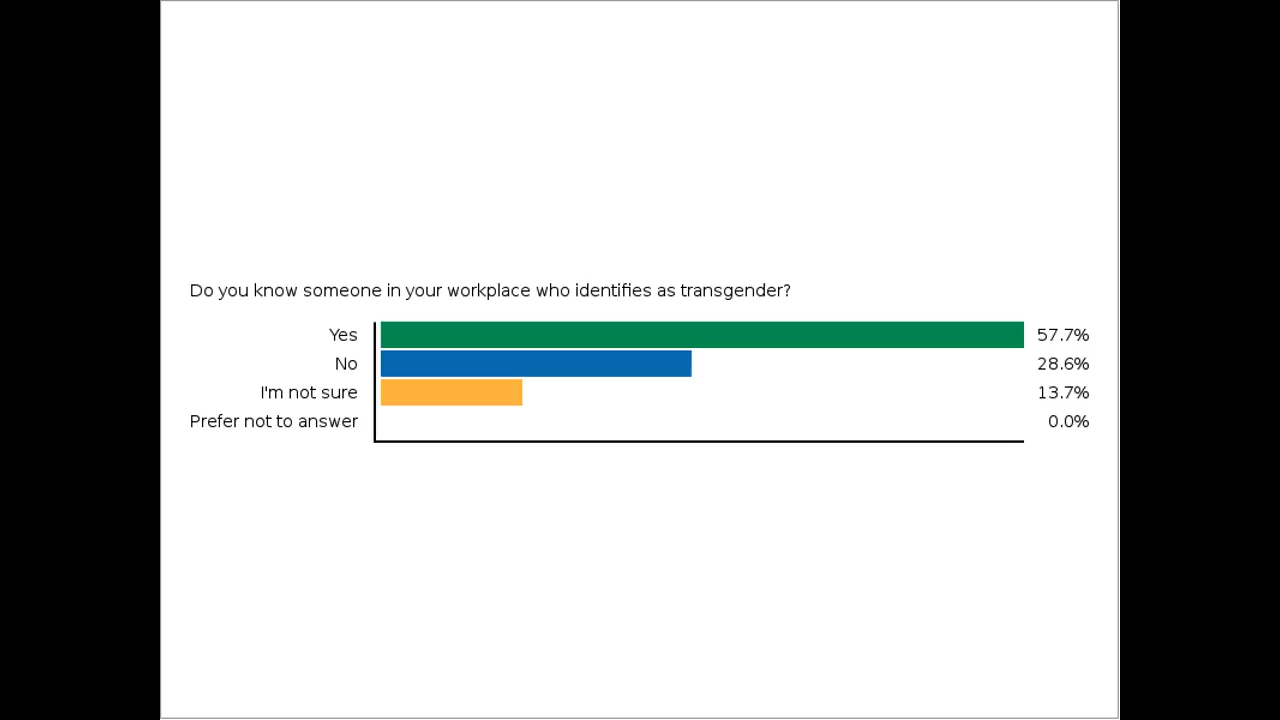 Do you know someone in your workplace who identifies as transgender?
Yes 57.7%
No 28.6%
I'm not sure 13.7%
Prefer not to answer 0.0%